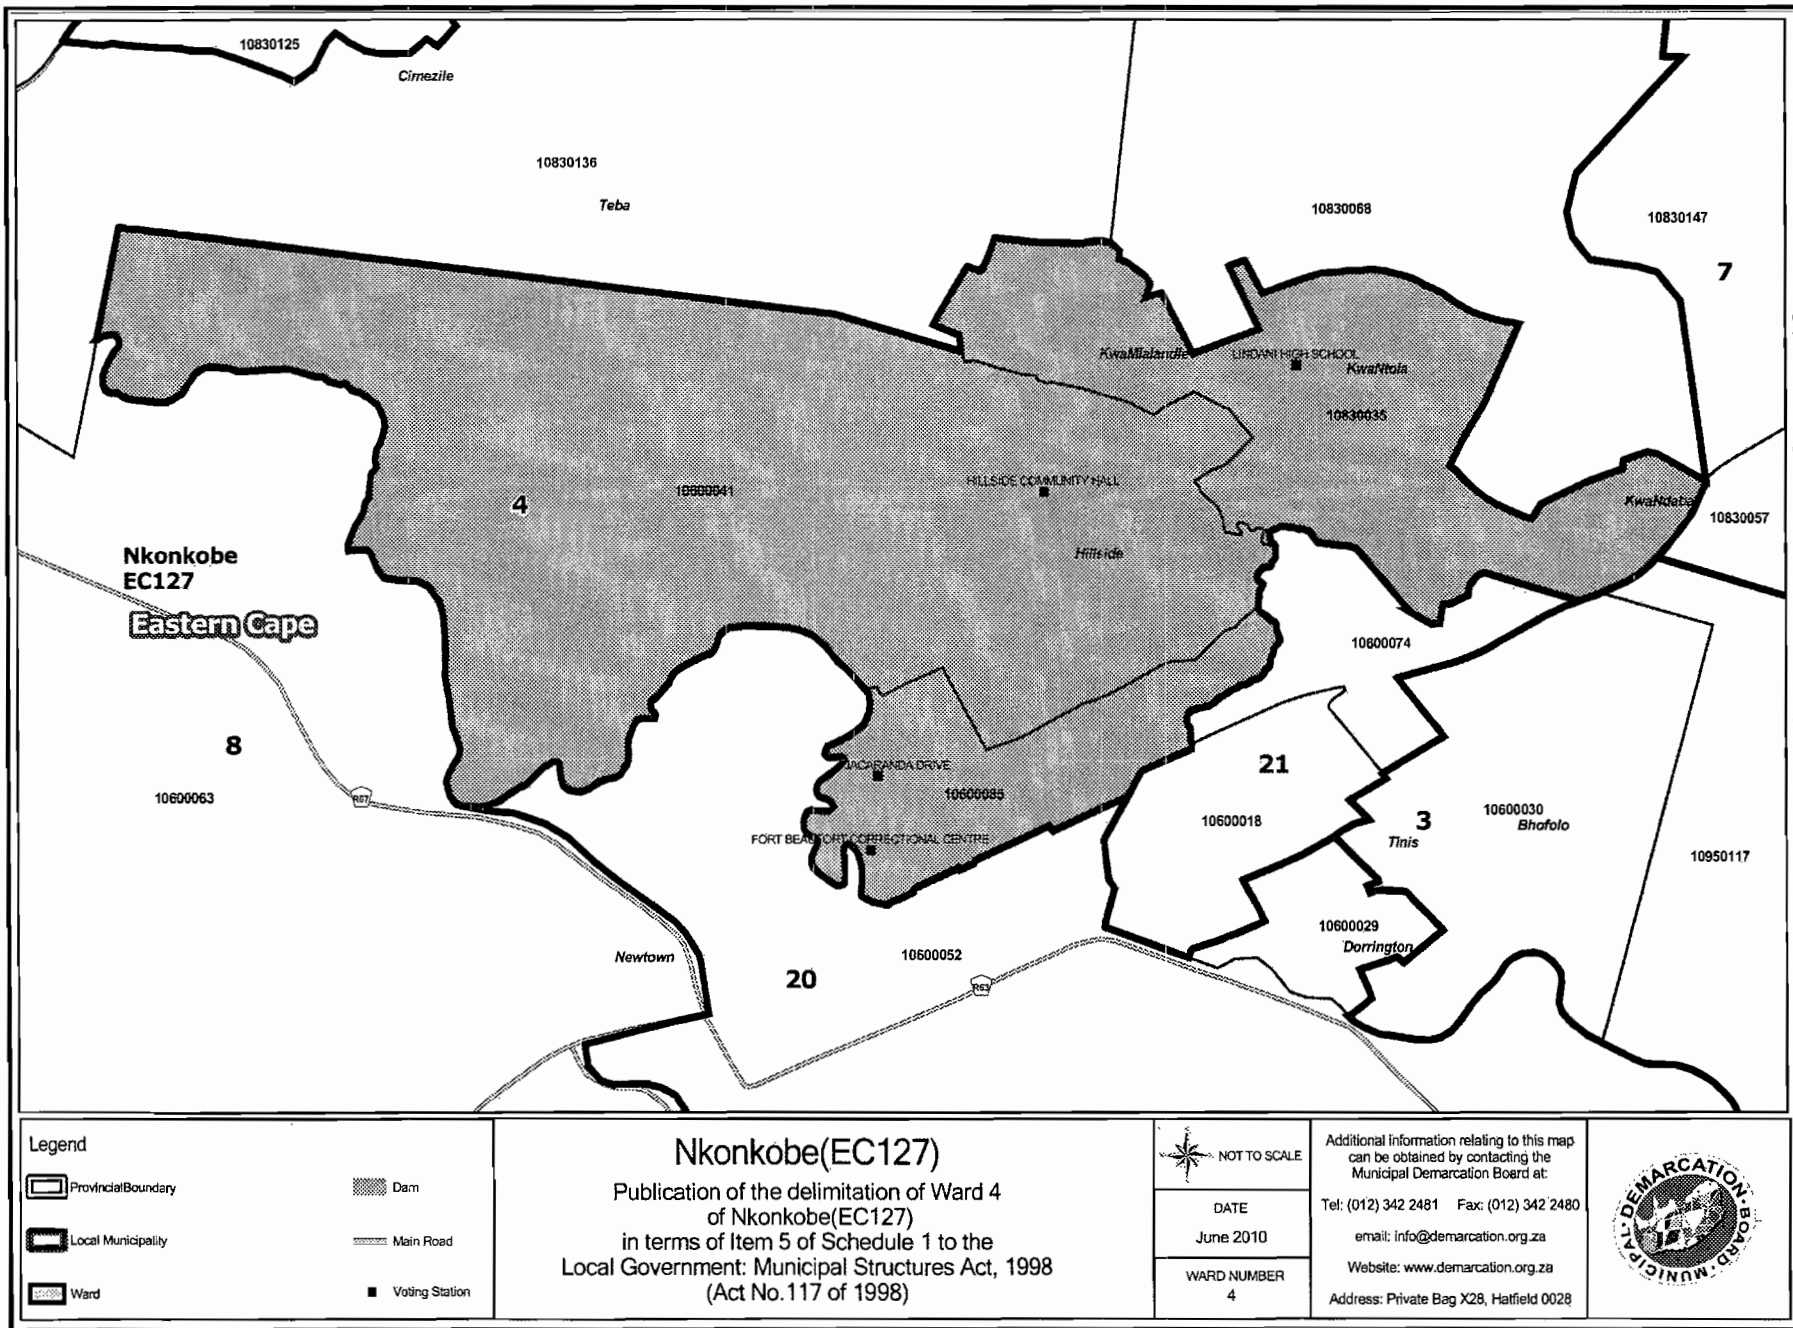 10830125
Cimezile
10830136
Teba
10830068
10830147
7
KwaMlalandle
LINDANI HIGH SCHOOL
KwaNtola
10830035
HILLSIDE COMMUNITY HALL
10600041
4
KwaNdaba
10830057
Hillside
Nkonkobe
EC127
Eastern Cape
10600074
8
21
JACARANDA DRIVE
10600063
R67
10600085
10600018
3
10600030
Bhofolo
Tinis
FORT BEAUFORT CORRECTIONAL CENTRE
10950117
10600029
Dorrington
Newtown
10600052
20
R63
Legend
ProvincialBoundary
Dam
Local Municipality
Main Road
Ward
Voting Station
Nkonkobe(EC127)
Publication of the delimitation of Ward 4
of Nkonkobe(EC127)
in terms of Item 5 of Schedule 1 to the
Local Government: Municipal Structures Act, 1998
(Act No.117 of 1998)
NOT TO SCALE
DATE
June 2010
WARD NUMBER
4
Additional information relating to this map
can be obtained by contacting the
Municipal Demarcation Board at:
Tel: (012) 342 2481 Fax: (012) 342 2480
email: info@demarcation.org.za
Website: www.demarcation.org.za
Address: Private Bag X28, Hatfield 0028
MUNICIPAL DEMARCATION BOARD